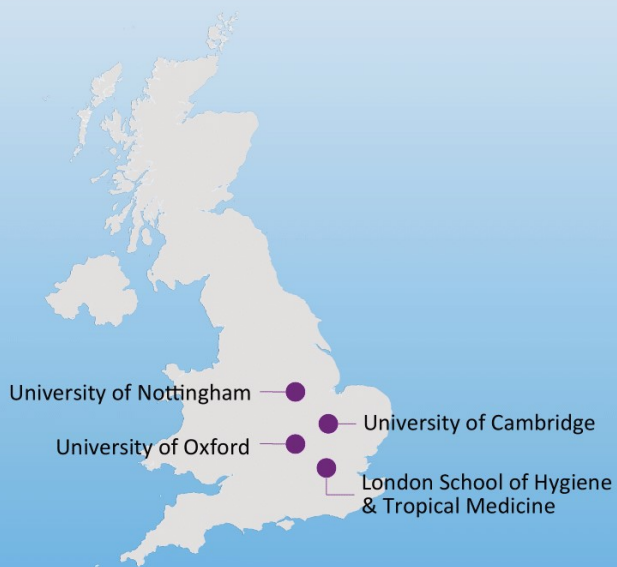 University of Nottingham
University of Cambridge
University of Oxford
London School of Hygiene
& Tropical Medicine